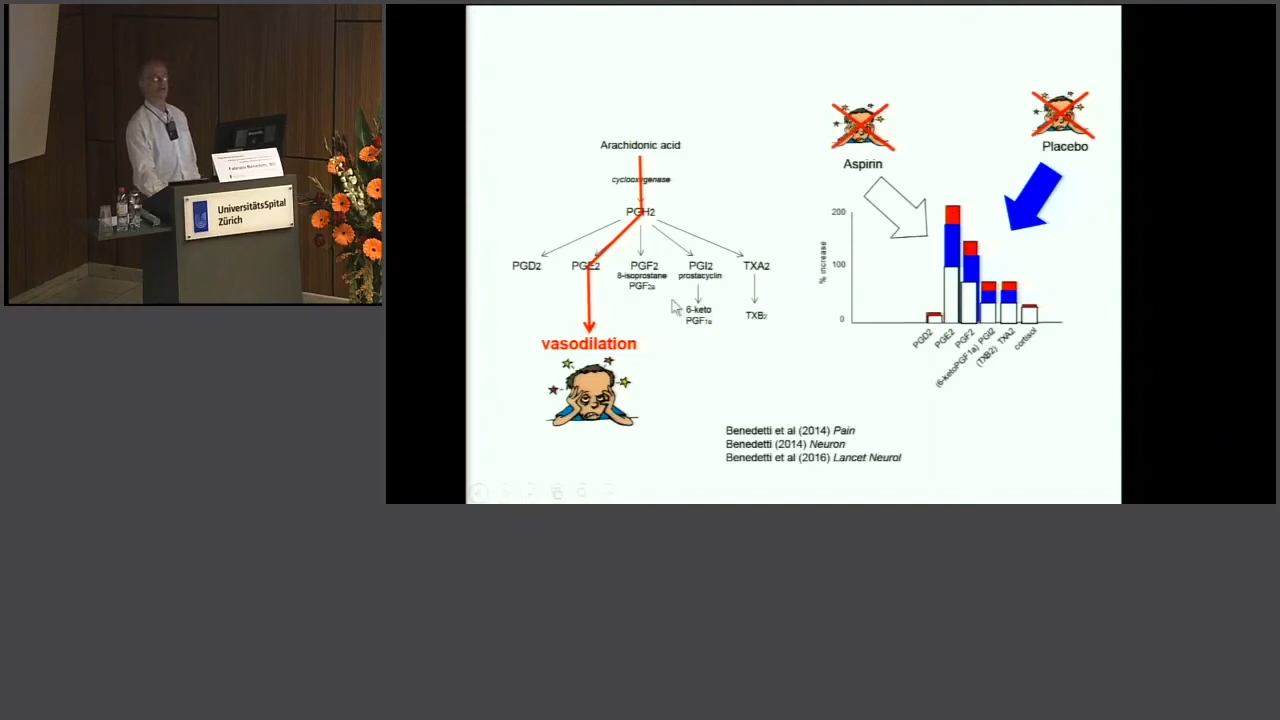 UniversitätsSpital
Zürich
Arachidonic acid
cyclooxygenase
PGH2
PGD2
PGE2
PGF2
PGI2
TXA2
8-isoprostane
prostacyclin
PGF2a
6-keto
PGF1a
TXB2
vasodilation
Aspirin
Placebo
% increase
200
100
0
PGD2
PGE2
PGF2
PGI2
(6-ketoPGF1a)
TXA2
(TXB2)
cortisol
Benedetti et al (2014) Pain
Benedetti (2014) Neuron
Benedetti et al (2016) Lancet Neurol